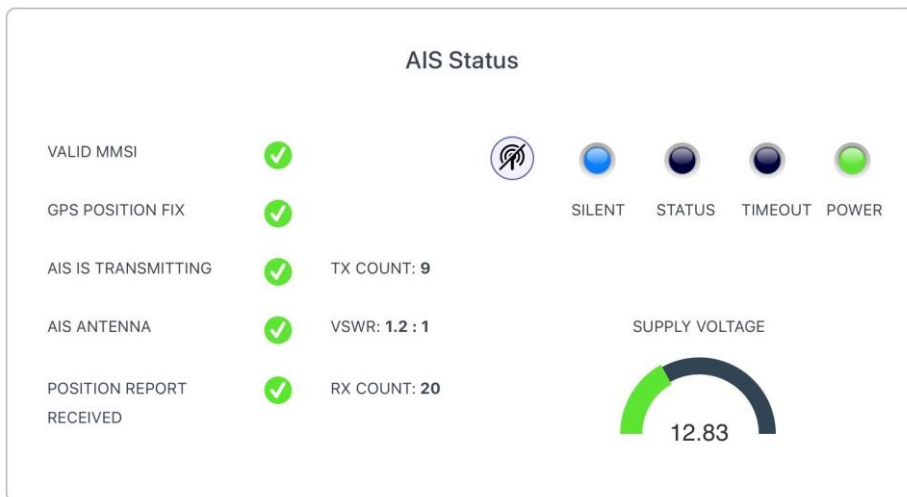 AIS Status
VALID MMSI
SILENT STATUS TIMEOUT POWER
GPS POSITION FIX
AIS IS TRANSMITTING TX COUNT: 9
AIS ANTENNA VSWR: 1.2 : 1
SUPPLY VOLTAGE
POSITION REPORT
RECEIVED
RX COUNT: 20
12.83